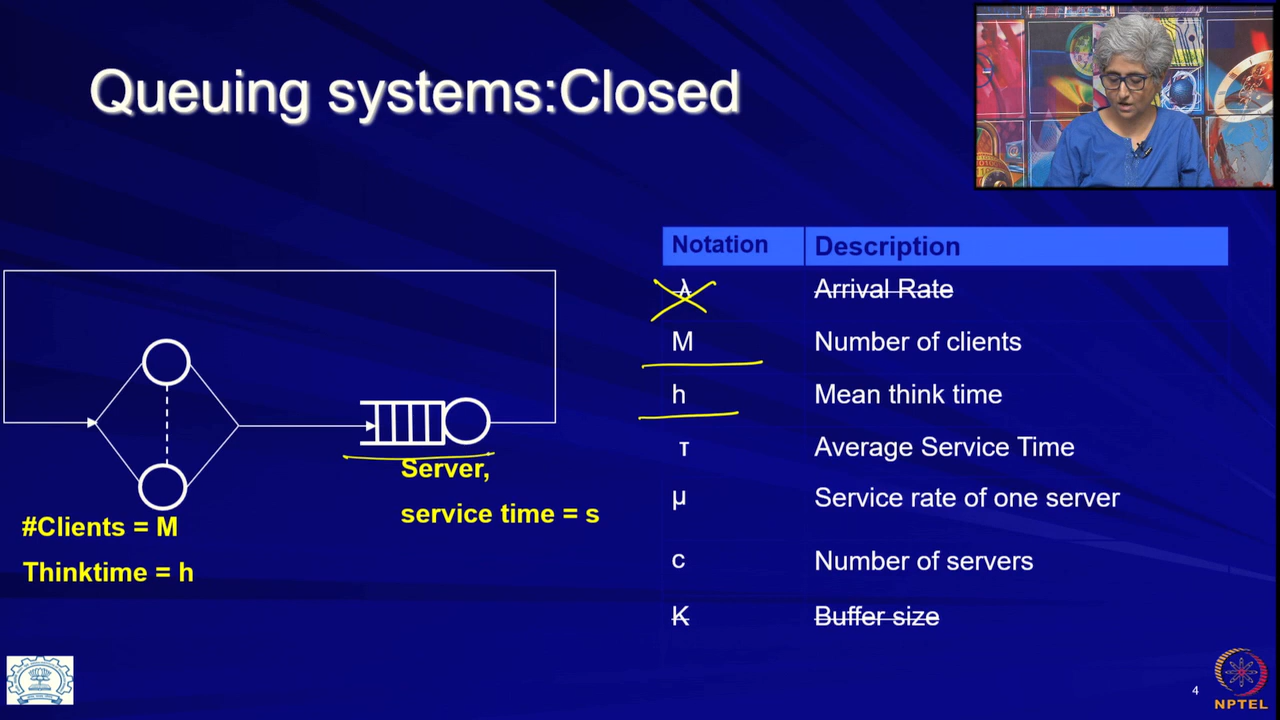 Queuing systems:Closed
Notation Description
λ Arrival Rate
M Number of clients
h Mean think time
τ Average Service Time
μ Service rate of one server
c Number of servers
K Buffer size
Server,
service time = s
#Clients = M
Thinktime = h
4
NPTEL